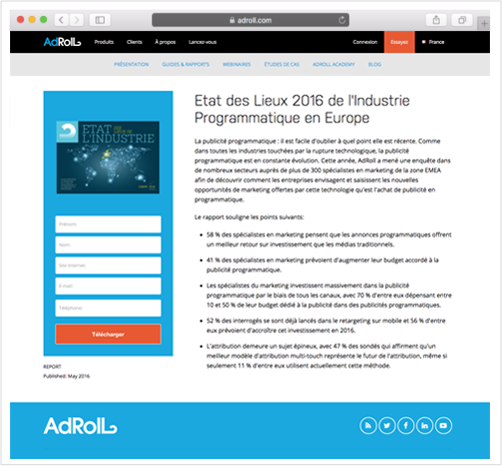 adroll.com
AdRoll
Produits Clients À propos Lancez-vous Connexion Essayez France
PRÉSENTATION GUIDES & RAPPORTS WEBINAIRES ÉTUDES DE CAS ADROLL ACADEMY BLOG
Etat des Lieux 2016 de l'Industrie
Programmatique en Europe
ETAT DES LIEUX DE
L'INDUSTRIE
Prénom
Nom
Site Internet
E-mail
Téléphone
Télécharger
REPORT
Published: May 2016
La publicité programmatique : il est facile d'oublier à quel point elle est récente. Comme
dans toutes les industries touchées par la rupture technologique, la publicité
programmatique est en constante évolution. Cette année, AdRoll a mené une enquête dans
de nombreux secteurs auprès de plus de 300 spécialistes en marketing de la zone EMEA
afin de découvrir comment les entreprises envisagent et saisissent les nouvelles
opportunités de marketing offertes par cette technologie qu'est l'achat de publicité en
programmatique.
Le rapport souligne les points suivants:
• 58 % des spécialistes en marketing pensent que les annonces programmatiques offrent
un meilleur retour sur investissement que les médias traditionnels.
• 41 % des spécialistes en marketing prévoient d'augmenter leur budget accordé à la
publicité programmatique.
• Les spécialistes du marketing investissent massivement dans la publicité
programmatique par le biais de tous les canaux, avec 70 % d'entre eux dépensant entre
10 et 50 % de leur budget dédié à la publicité dans des publicités programmatiques.
• 52 % des interrogés se sont déjà lancés dans le retargeting sur mobile et 56 % d'entre
eux prévoient d'accroître cet investissement en 2016.
• L'attribution demeure un sujet épineux, avec 47 % des sondés qui affirment qu'un
meilleur modèle d'attribution multi-touch représente le futur de l'attribution, même si
seulement 11 % d'entre eux utilisent actuellement cette méthode.
AdRoll